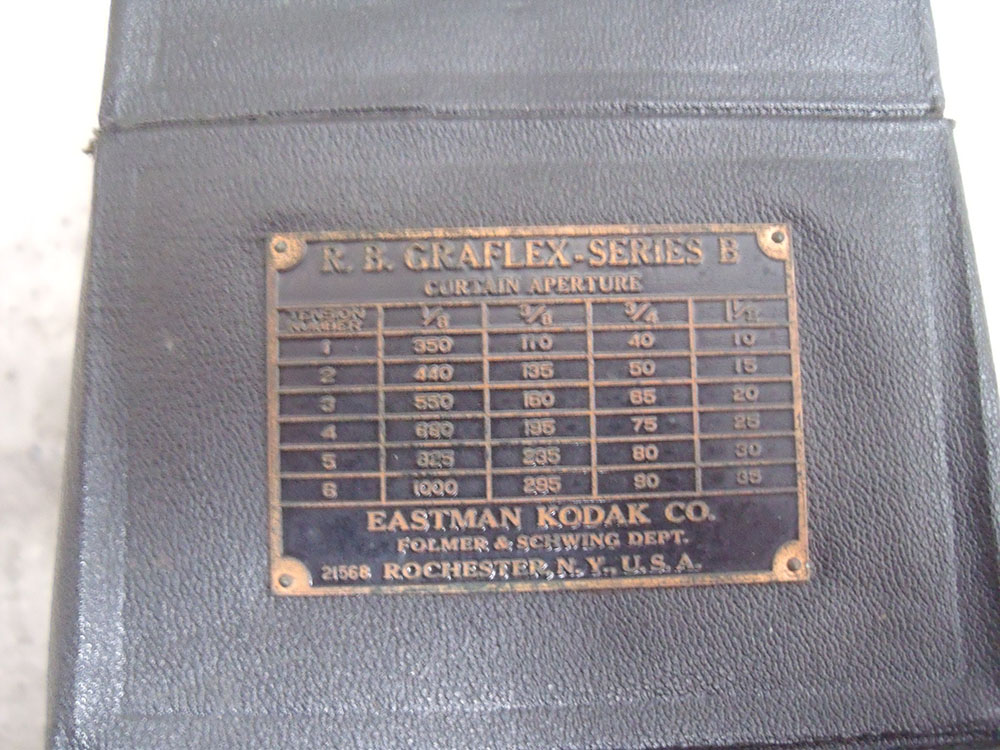 R. B. GRAFLEX-SERIES B
CURTAIN APERTURE
TENSION NUMBER 1/8 3/8 3/4 1 1/2
1 350 110 40 10
2 440 135 50 15
3 550 160 65 20
4 680 195 75 25
5 825 235 80 30
6 1000 295 90 35
EASTMAN KODAK CO.
FOLMER & SCHWING DEPT.
21568 ROCHESTER, N. Y., U. S. A.